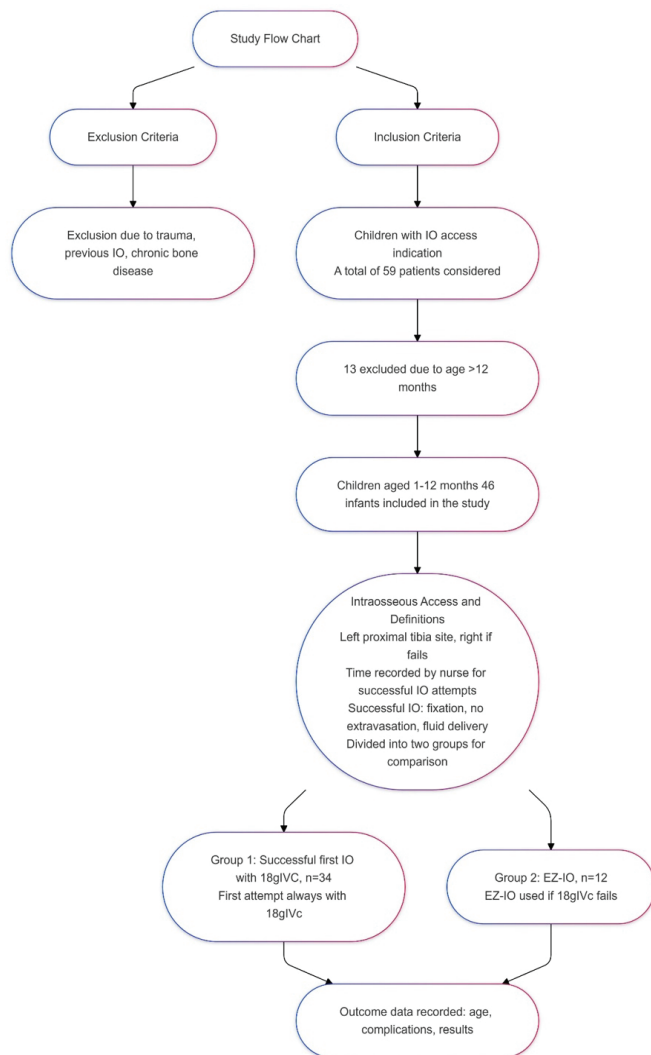 Study Flow Chart
Exclusion Criteria
Inclusion Criteria
Exclusion due to trauma,
previous IO, chronic bone
disease
Children with IO access
indication
A total of 59 patients considered
13 excluded due to age >12
months
Children aged 1-12 months 46
infants included in the study
Intraosseous Access and
Definitions
Left proximal tibia site, right if
fails
Time recorded by nurse for
successful IO attempts
Successful IO: fixation, no
extravasation, fluid delivery
Divided into two groups for
comparison
Group 1: Successful first IO
with 18gIVC, n=34
First attempt always with
18gIVc
Group 2: EZ-IO, n=12
EZ-IO used if 18gIVc fails
Outcome data recorded: age,
complications, results